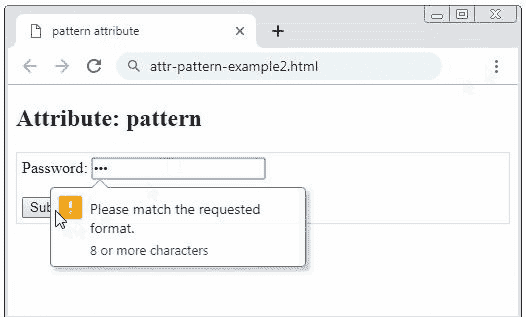 pattern attribute
attr-pattern-example2.html
Attribute: pattern
Password: •••
Sub
Please match the requested
format.
8 or more characters